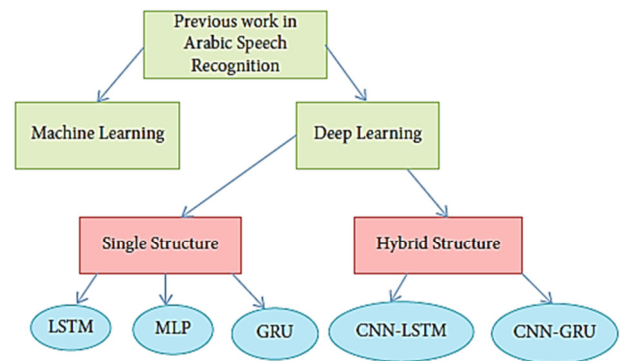 Previous work in
Arabic Speech
Recognition
Machine Learning
Deep Learning
Single Structure
Hybrid Structure
LSTM
MLP
GRU
CNN-LSTM
CNN-GRU